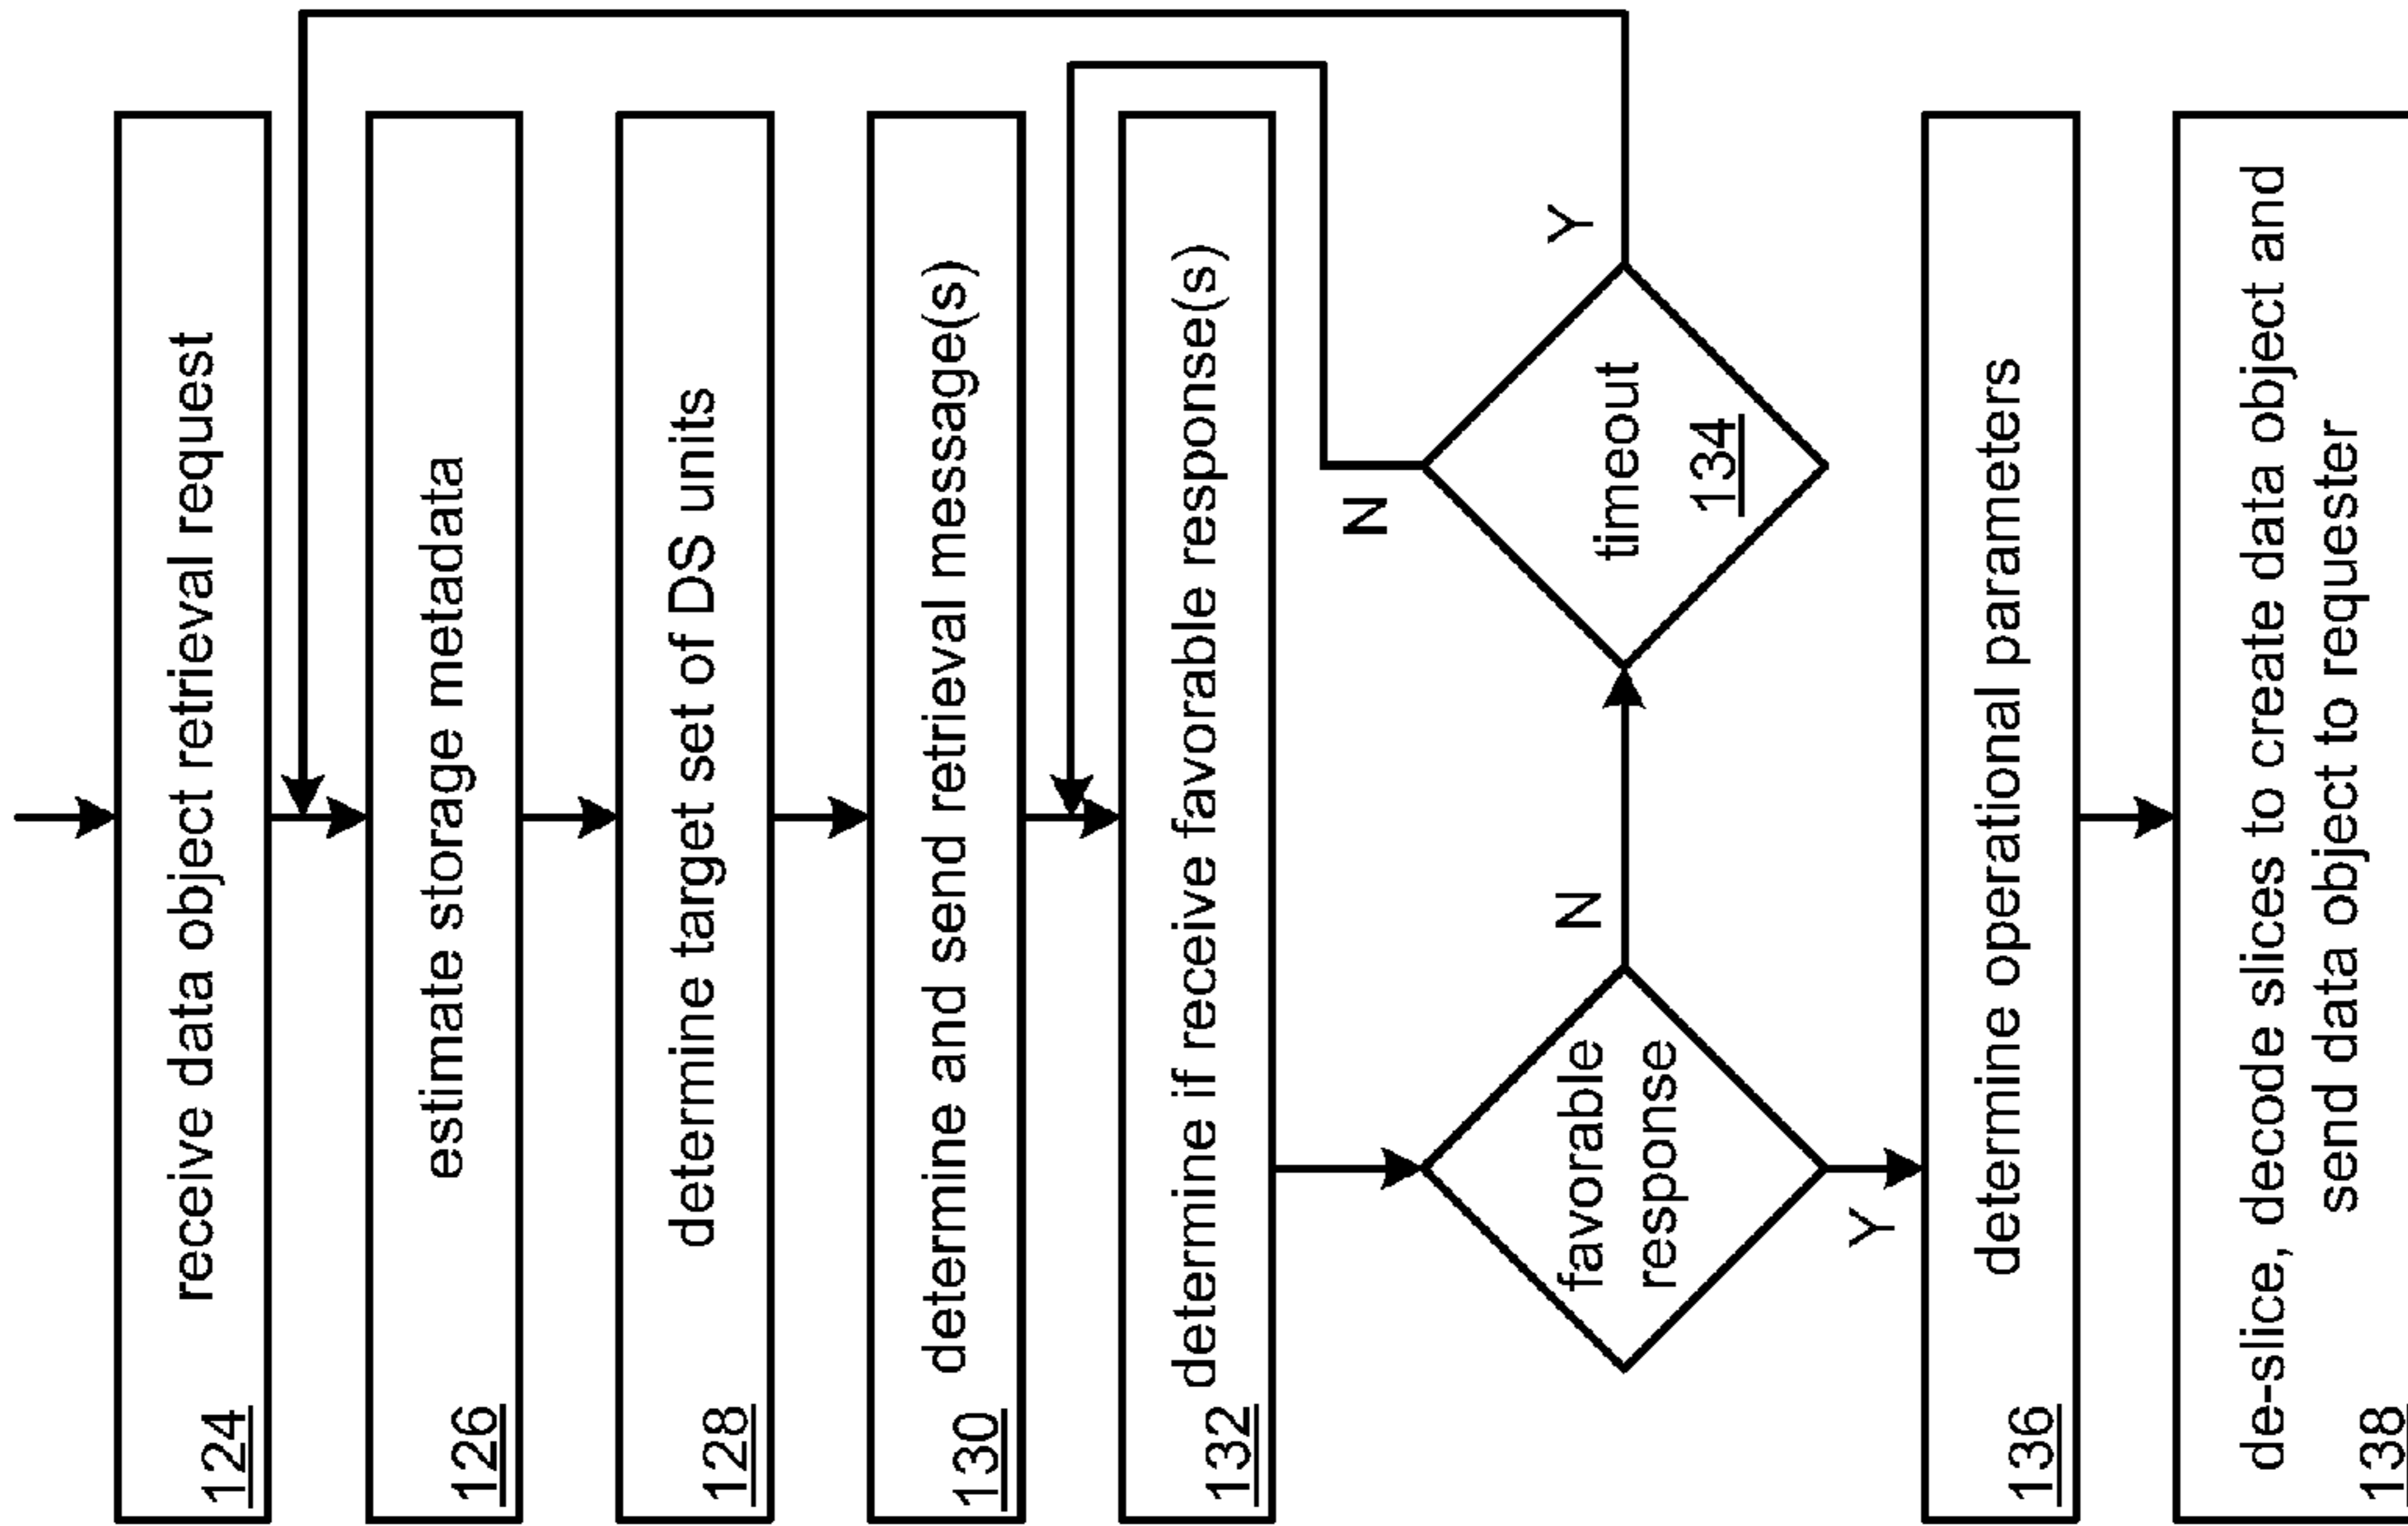 receive data object retrieval request
124
estimate storage metadata
126
determine target set of DS units
128
determine and send retrieval message(s)
130
determine if receive favorable response(s)
132
favorable
response
N
Y
timeout
134
N
Y
determine operational parameters
136
de-slice, decode slices to create data object and
send data object to requester
138